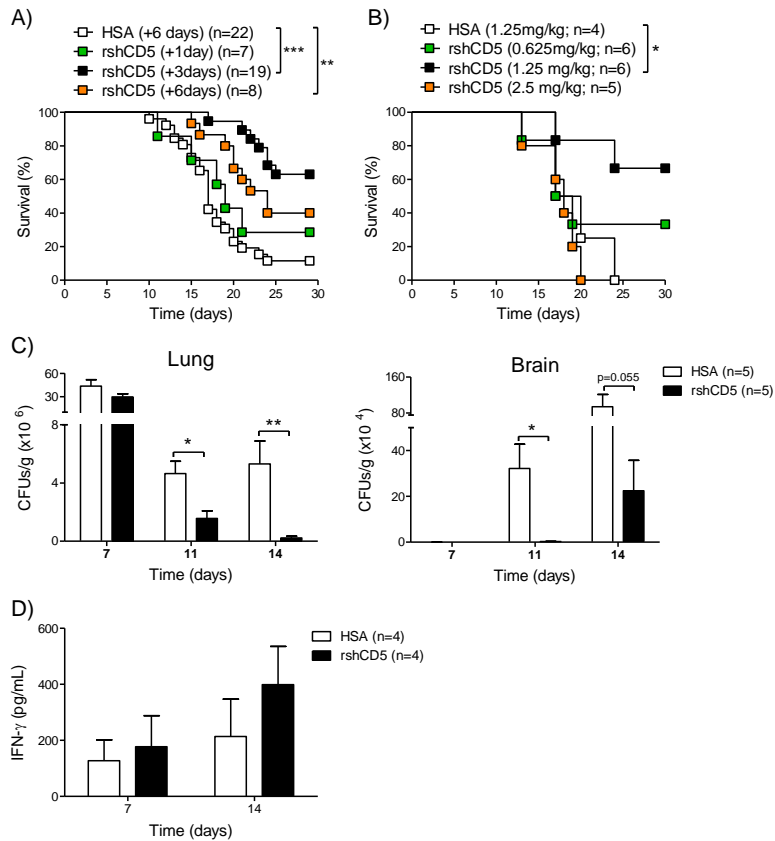 A)
HSA (+6 days) (n=22)
rshCD5 (+1day) (n=7)
rshCD5 (+3days) (n=19)
rshCD5 (+6days) (n=8)
***
**
Survival (%)
100
80
60
40
20
0
0 5 10 15 20 25 30
Time (days)
B)
HSA (1.25mg/kg; n=4)
rshCD5 (0.625mg/kg; n=6)
rshCD5 (1.25 mg/kg; n=6)
rshCD5 (2.5 mg/kg; n=5)
*
Survival (%)
100
80
60
40
20
0
0 5 10 15 20 25 30
Time (days)
C)
Lung
CFUs/g (x10 6)
60
30
8
4
0
*
**
7 11 14
Time (days)
Brain
CFUs/g (x10 4)
160
80
40
20
0
*
p=0.055
7 11 14
Time (days)
HSA (n=5)
rshCD5 (n=5)
D)
IFN-γ (pg/mL)
600
400
200
0
7 14
Time (days)
HSA (n=4)
rshCD5 (n=4)